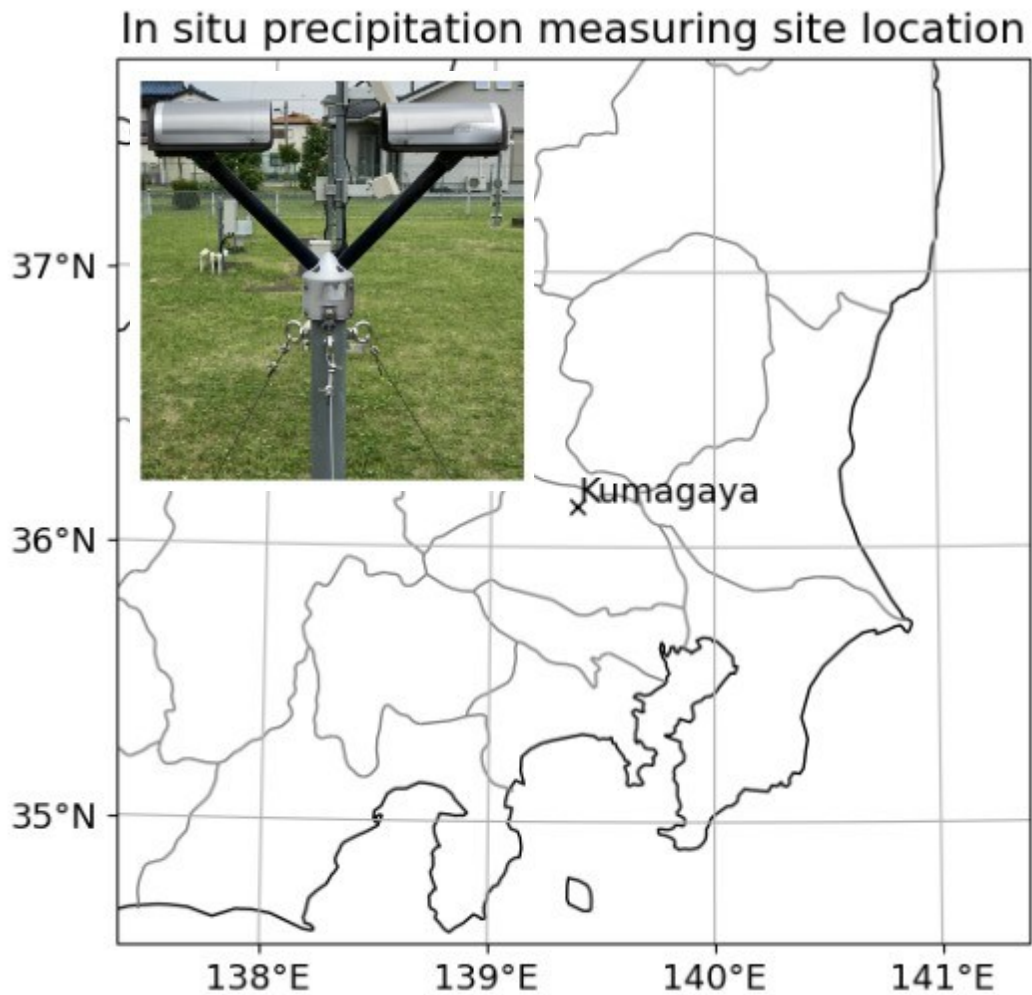 In situ precipitation measuring site location
37°N
Kumagaya
36°N
35°N
138°E
139°E
140°E
141°E